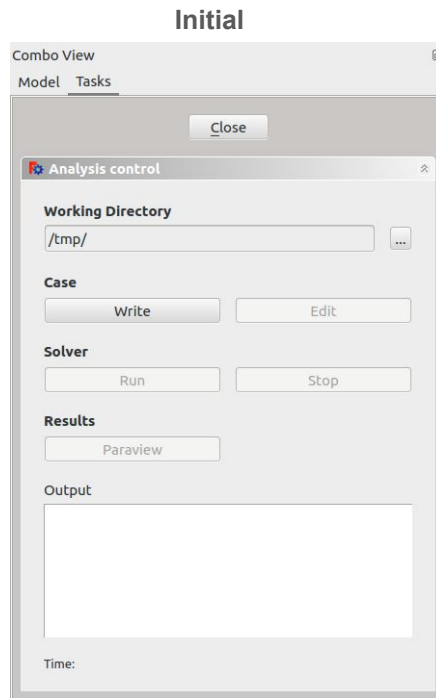 Initial
Combo View
Model Tasks
Close
Analysis control
Working Directory
/tmp/
...
Case
Write Edit
Solver
Run Stop
Results
Paraview
Output
Time: